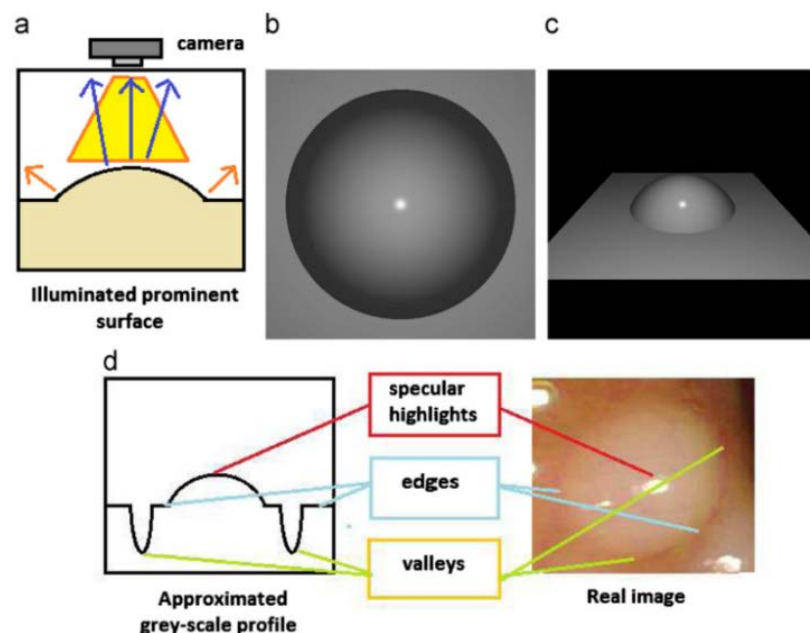 a
camera
b
c
Illuminated prominent
surface
d
specular
highlights
edges
valleys
Approximated
grey-scale profile
Real image